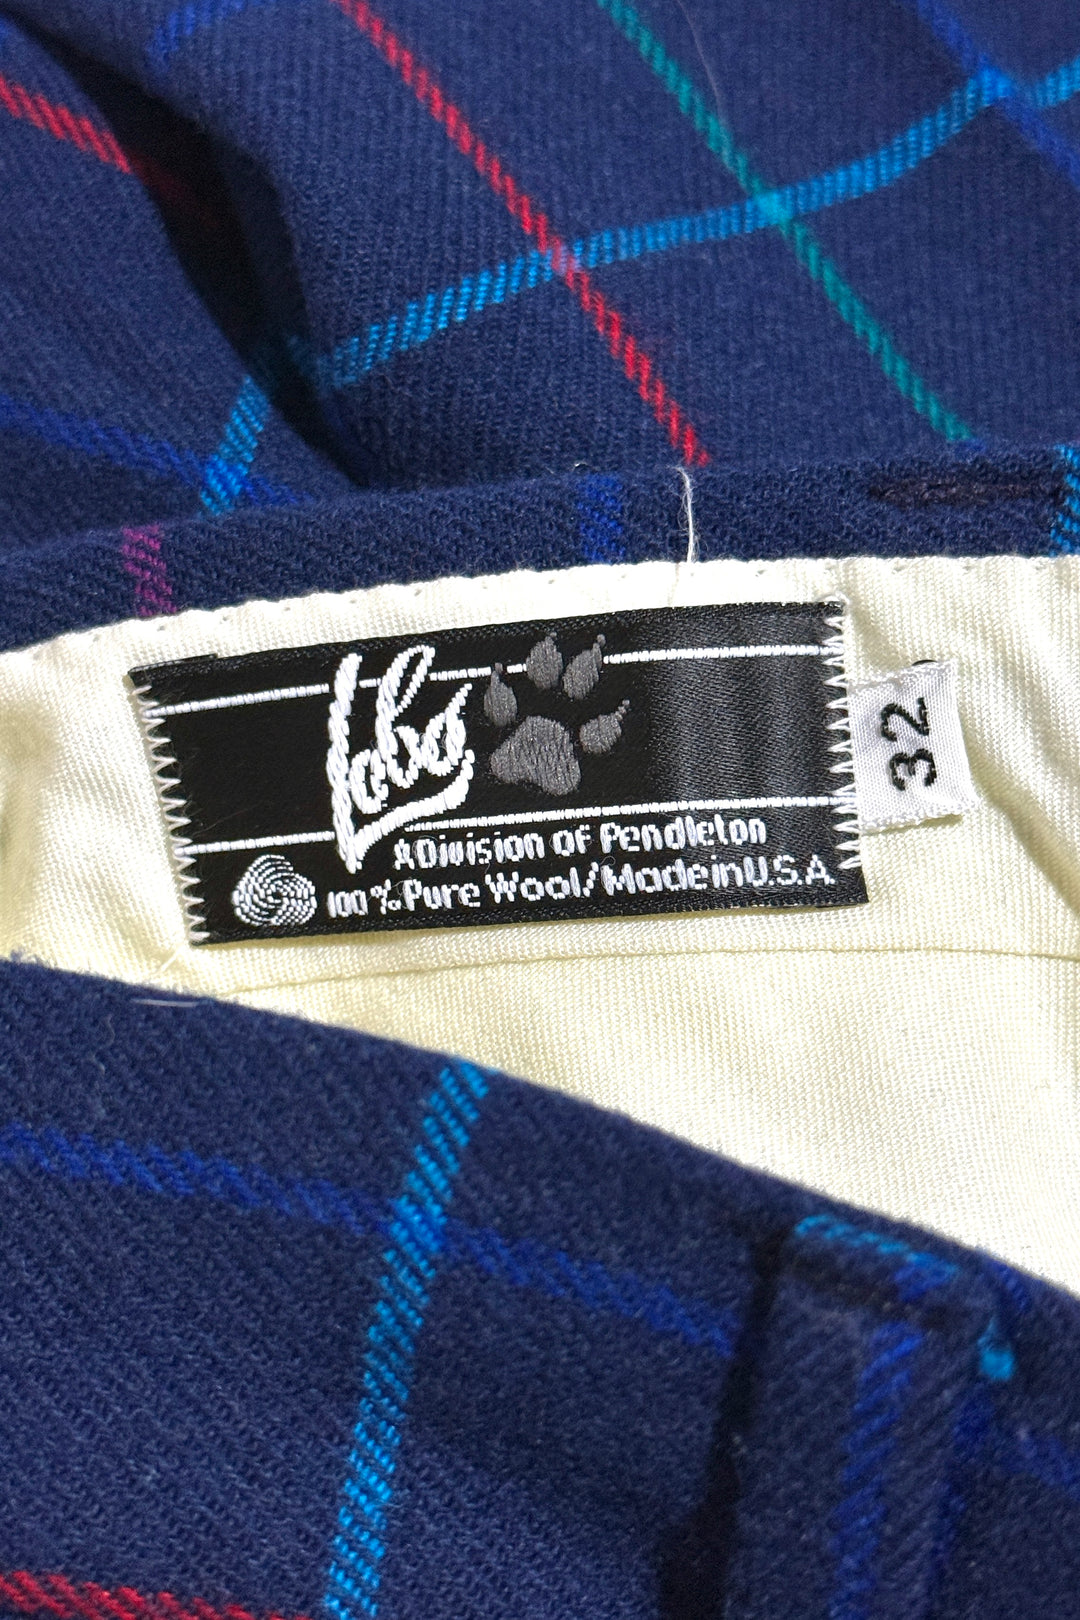 Lobo
A Division of Pendleton
100% Pure Wool/Made in U.S.A
32